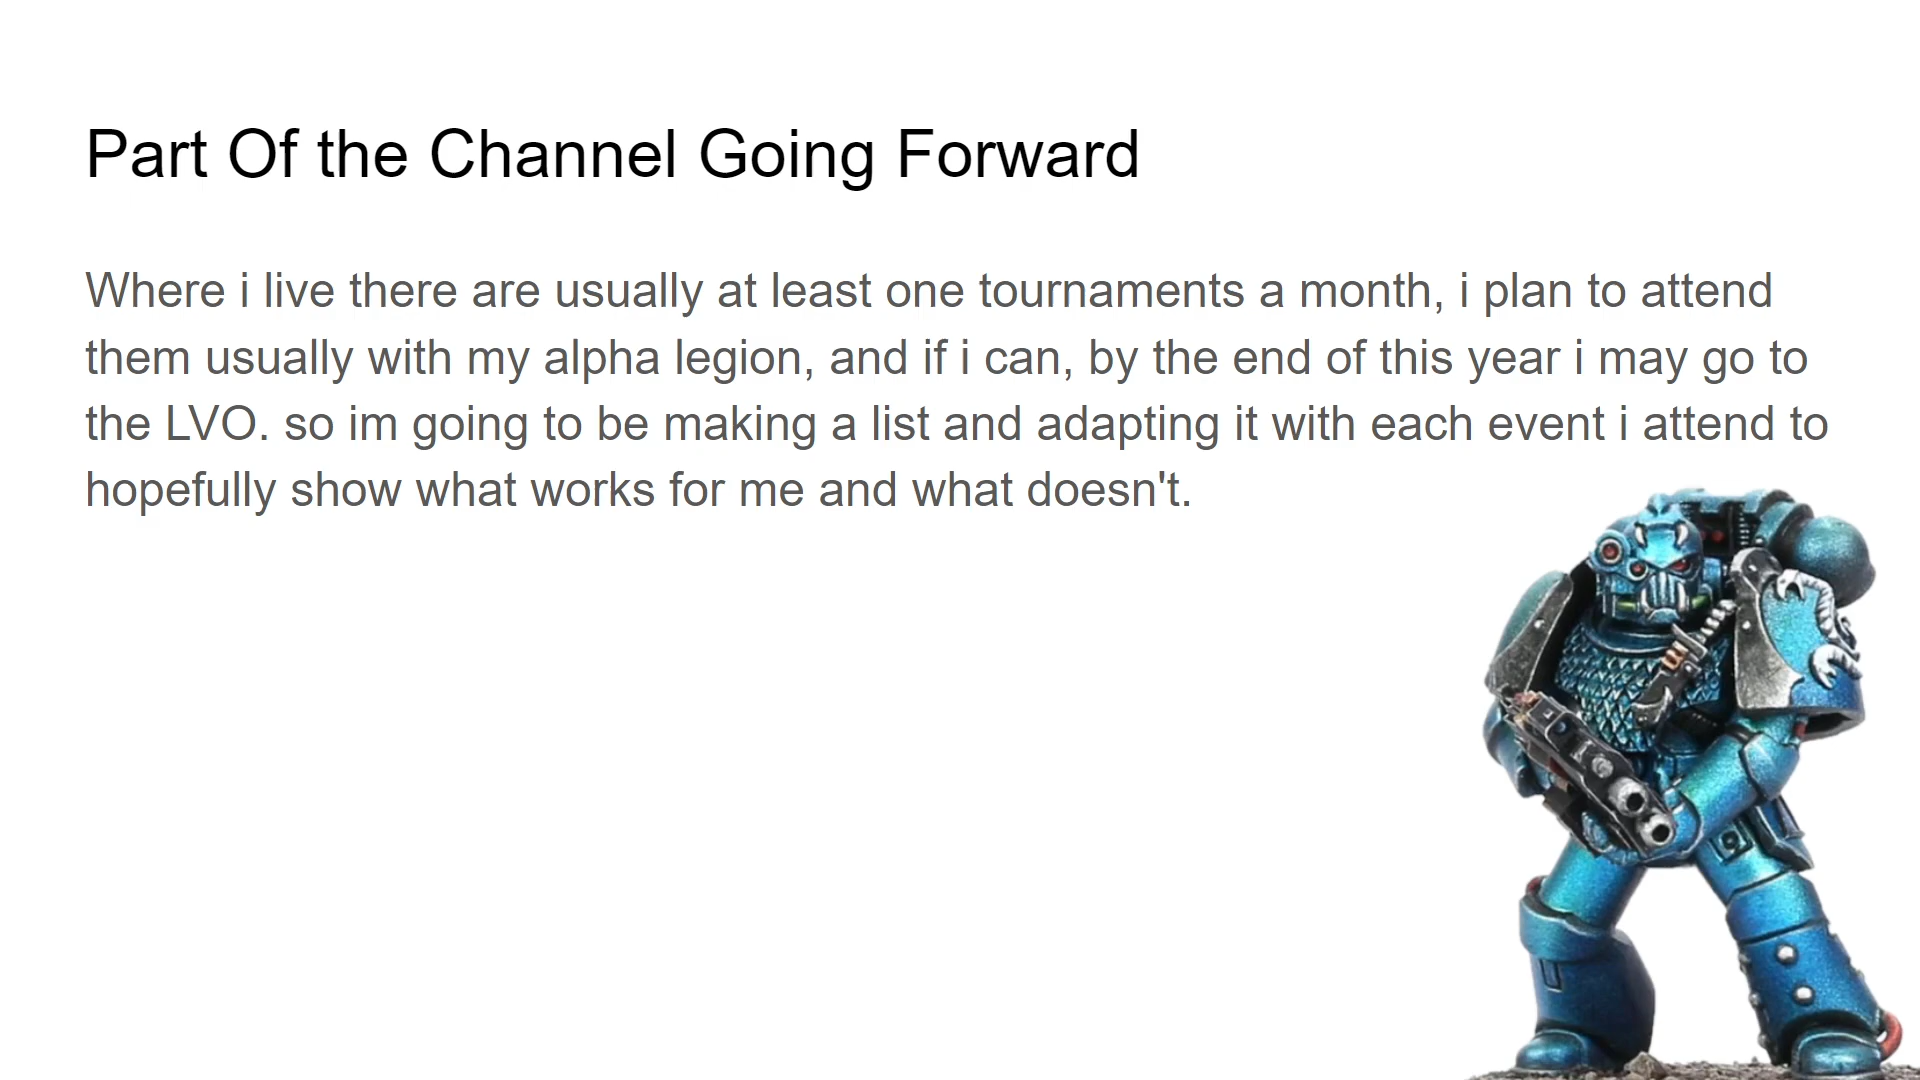 Part Of the Channel Going Forward
Where i live there are usually at least one tournaments a month, i plan to attend
them usually with my alpha legion, and if i can, by the end of this year i may go to
the LVO. so im going to be making a list and adapting it with each event i attend to
hopefully show what works for me and what doesn't.